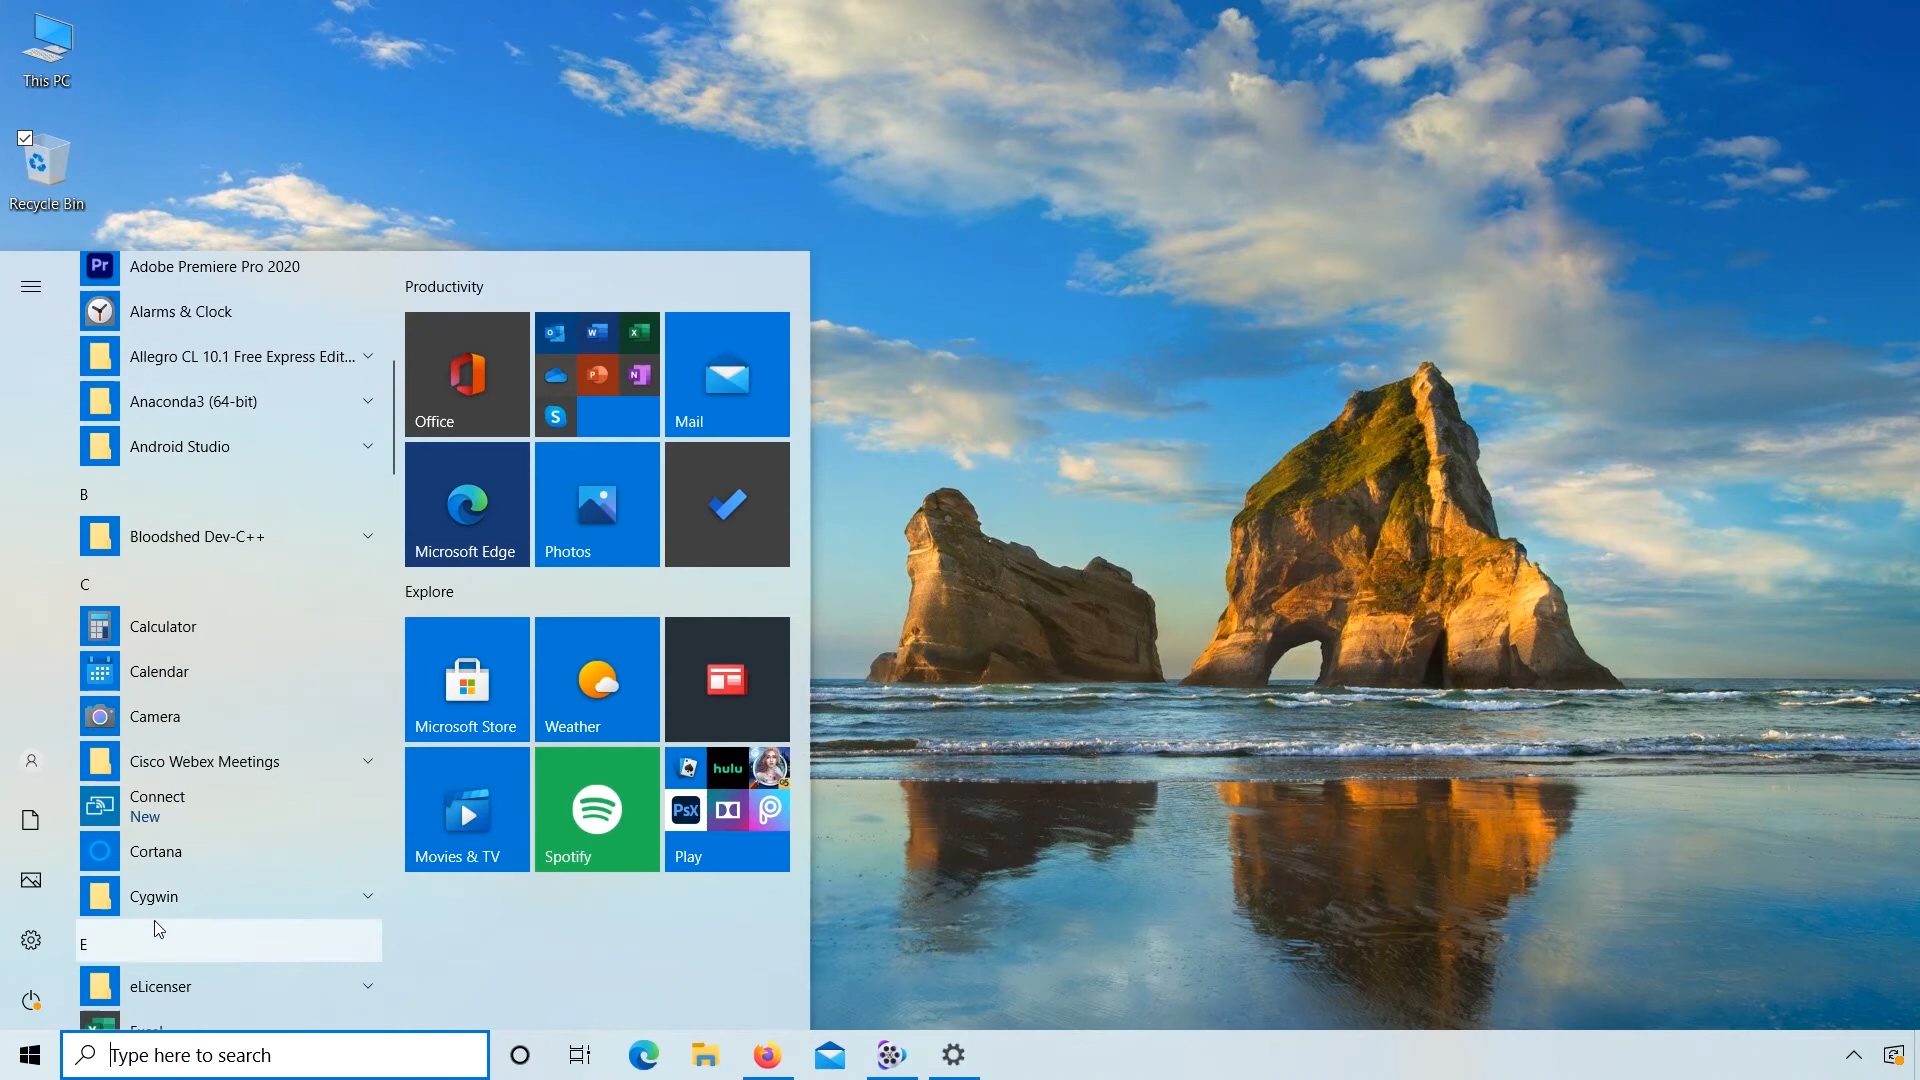 This PC
Recycle Bin
Adobe Premiere Pro 2020
Alarms & Clock
Allegro CL 10.1 Free Express Edit...
Anaconda3 (64-bit)
Android Studio
B
Bloodshed Dev-C++
C
Calculator
Calendar
Camera
Cisco Webex Meetings
Connect
New
Cortana
Cygwin
E
eLicenser
Productivity
Office
Mail
Microsoft Edge
Photos
Explore
Microsoft Store
Weather
Movies & TV
Spotify
hulu
PsX
Play
Type here to search